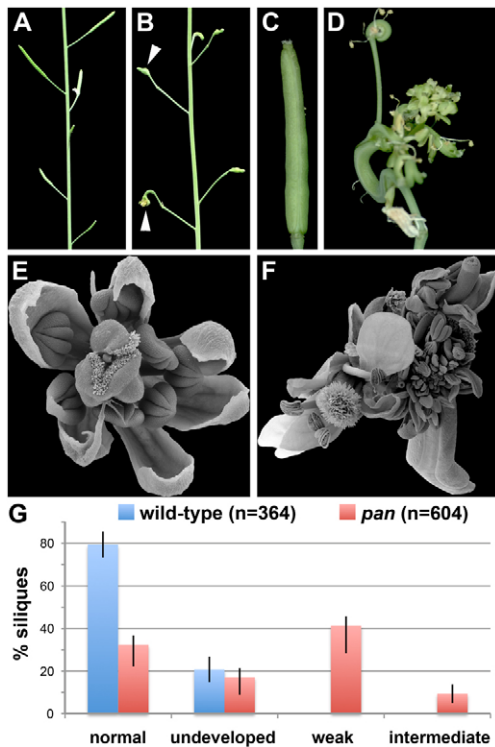 A B C D
E F
G
wild-type (n=364) pan (n=604)
% siliques
80
60
40
20
0
normal undeveloped weak intermediate